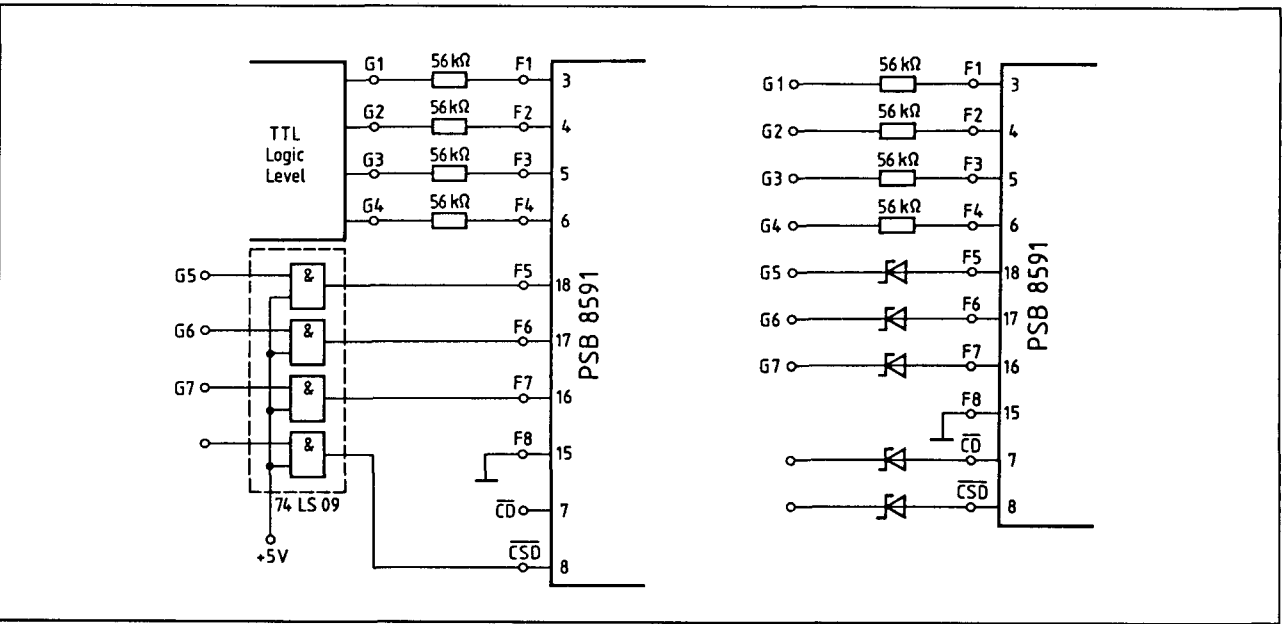 G1 56 kΩ F1 3
G2 56 kΩ F2 4
G3 56 kΩ F3 5
G4 56 kΩ F4 6
TTL
Logic
Level
G5 & F5 18
G6 & F6 17
G7 & F7 16
& F8 15
74 LS 09
C̅D̅ 7
+5V
C̅S̅D̅ 8
PSB 8591
G1 56 kΩ F1 3
G2 56 kΩ F2 4
G3 56 kΩ F3 5
G4 56 kΩ F4 6
G5 F5 18
G6 F6 17
G7 F7 16
F8 15
C̅D̅ 7
C̅S̅D̅ 8
PSB 8591